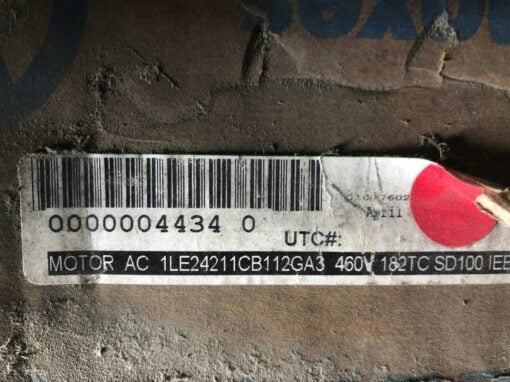 April
0000004434 0
UTC#:
MOTOR AC 1LE24211CB112GA3 460V 182TC SD100 IEE